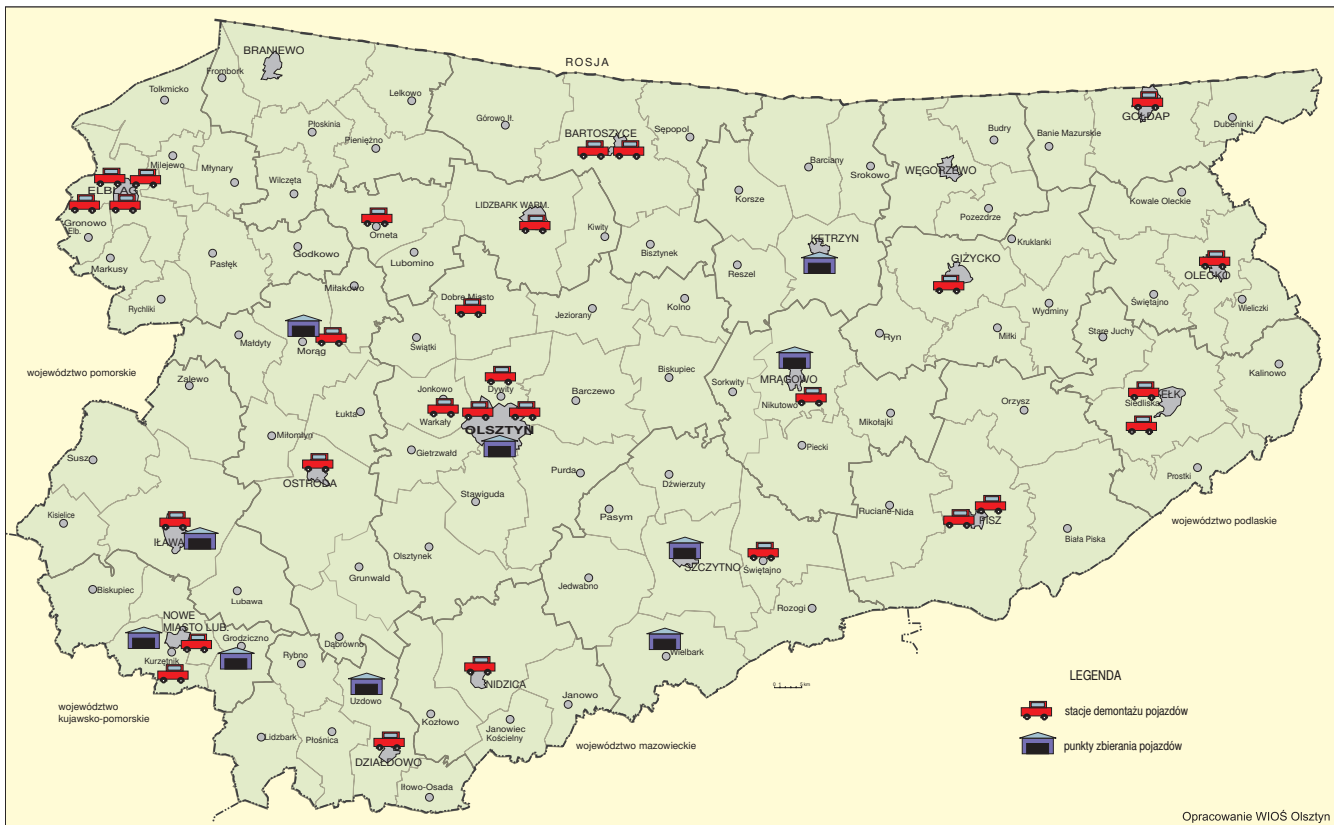 ROSJA
BRANIEWO
Frombork
Tolkmicko
Lelkowo
Płoskinia
Pieniężno
Górowo Ił.
BARTOSZYCE
Sępopol
GOŁDAP
Dubeninki
Budry
Banie Mazurskie
Barciany
Srokowo
WĘGORZEWO
Milejewo
Młynary
ELBLĄG
Wilczęta
Gronowo
Elb.
LIDZBARK WARM.
Korsze
Kowale Oleckie
Pozezdrze
Orneta
Kiwity
KĘTRZYN
Kruklanki
Markusy
Pasłęk
Godkowo
Lubomino
Bisztynek
Reszel
GIŻYCKO
OLECKO
Miłakowo
Dobre Miasto
Rychliki
Jeziorany
Kolno
Wydminy
Świętajno
Wieliczki
Małdyty
Morąg
Świątki
Ryn
Miłki
Stare Juchy
województwo pomorskie
Zalewo
Jonkowo
Dywity
Barczewo
Biskupiec
Sorkwity
MRĄGOWO
Nikutowo
Kalinowo
Orzysz
Siedliska
EŁK
Łukta
Warkały
OLSZTYN
Mikołajki
Miłomłyn
Gietrzwałd
Piecki
Susz
OSTRÓDA
Purda
Dźwierzuty
Prostki
Stawiguda
Pasym
Ruciane-Nida
PISZ
Kisielice
województwo podlaskie
Biała Piska
IŁAWA
Olsztynek
SZCZYTNO
Świętajno
Grunwald
Jedwabno
Biskupiec
Lubawa
Rozogi
NOWE
MIASTO LUB.
Grodziczno
Dąbrówno
Kurzętnik
Rybno
Wielbark
NIDZICA
LEGENDA
0 1 5 km
Uzdowo
Janowo
województwo
kujawsko-pomorskie
Kozłowo
Janowiec
Kościelny
stacje demontażu pojazdów
Lidzbark
Płośnica
województwo mazowieckie
punkty zbierania pojazdów
DZIAŁDOWO
Iłowo-Osada
Opracowanie WIOŚ Olsztyn